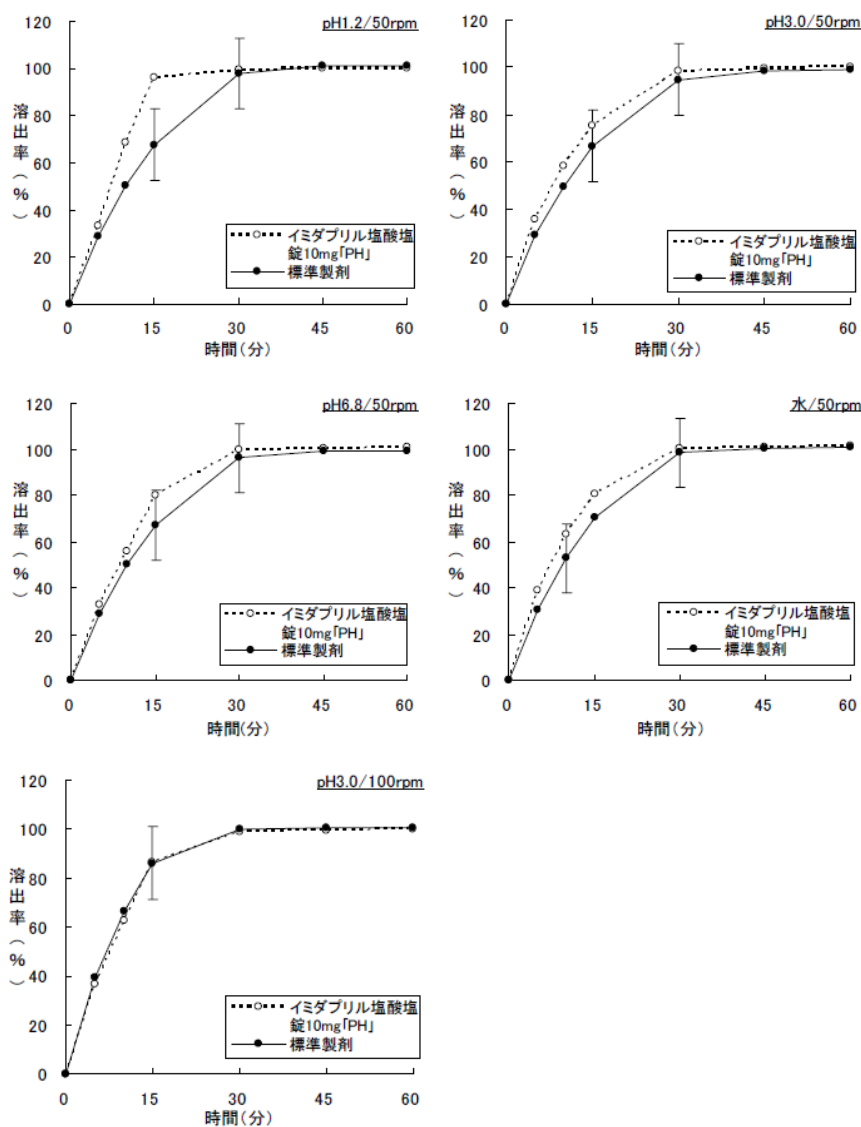 pH1.2/50rpm
120
100
80
60
40
20
0
溶出率(%)
0 15 30 45 60
時間(分)
イミダプリル塩酸塩
錠10mg「PH」
標準製剤
pH3.0/50rpm
120
100
80
60
40
20
0
溶出率(%)
0 15 30 45 60
時間(分)
イミダプリル塩酸塩
錠10mg「PH」
標準製剤
pH6.8/50rpm
120
100
80
60
40
20
0
溶出率(%)
0 15 30 45 60
時間(分)
イミダプリル塩酸塩
錠10mg「PH」
標準製剤
水/50rpm
120
100
80
60
40
20
0
溶出率(%)
0 15 30 45 60
時間(分)
イミダプリル塩酸塩
錠10mg「PH」
標準製剤
pH3.0/100rpm
120
100
80
60
40
20
0
溶出率(%)
0 15 30 45 60
時間(分)
イミダプリル塩酸塩
錠10mg「PH」
標準製剤